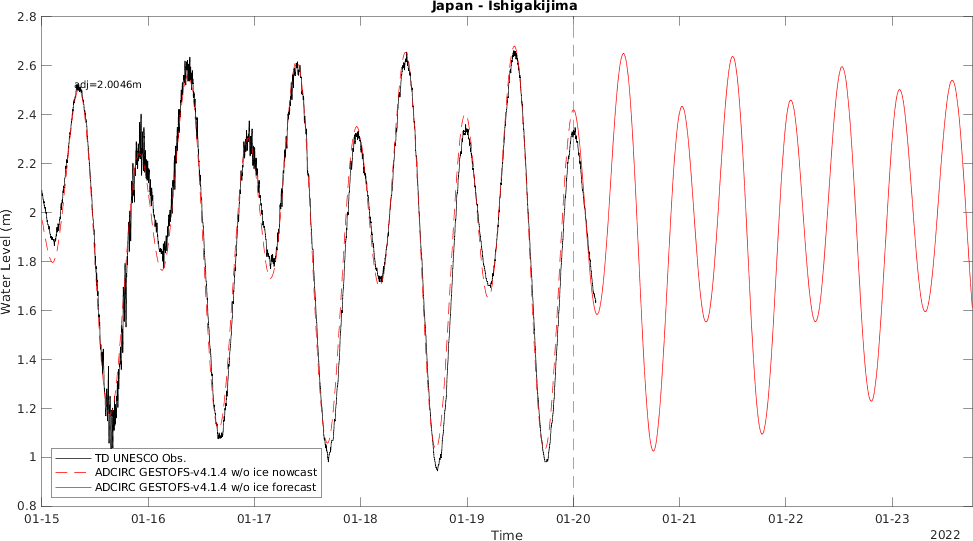 Japan - Ishigakijima
2.8
2.6
2.4
2.2
2
1.8
1.6
1.4
1.2
1
0.8
Water Level (m)
adj=2.0046m
TD UNESCO Obs.
ADCIRC GESTOFS-v4.1.4 w/o ice nowcast
ADCIRC GESTOFS-v4.1.4 w/o ice forecast
01-15 01-16 01-17 01-18 01-19 01-20 01-21 01-22 01-23
Time
2022